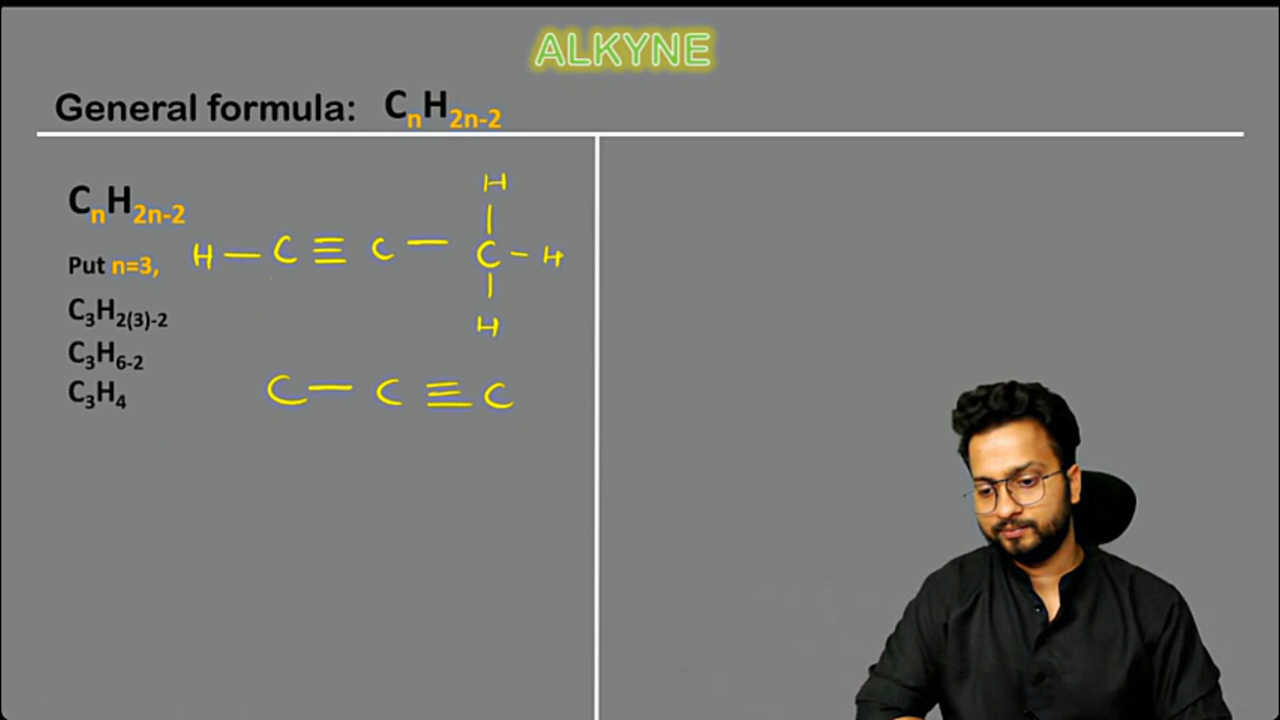 ALKYNE
General formula: CₙH₂ₙ₋₂
CₙH₂ₙ₋₂
Put n=3,
C₃H₂₍₃₎₋₂
C₃H₆₋₂
C₃H₄
H
H — C ≡ C — C – H
H
C — C ≡ C